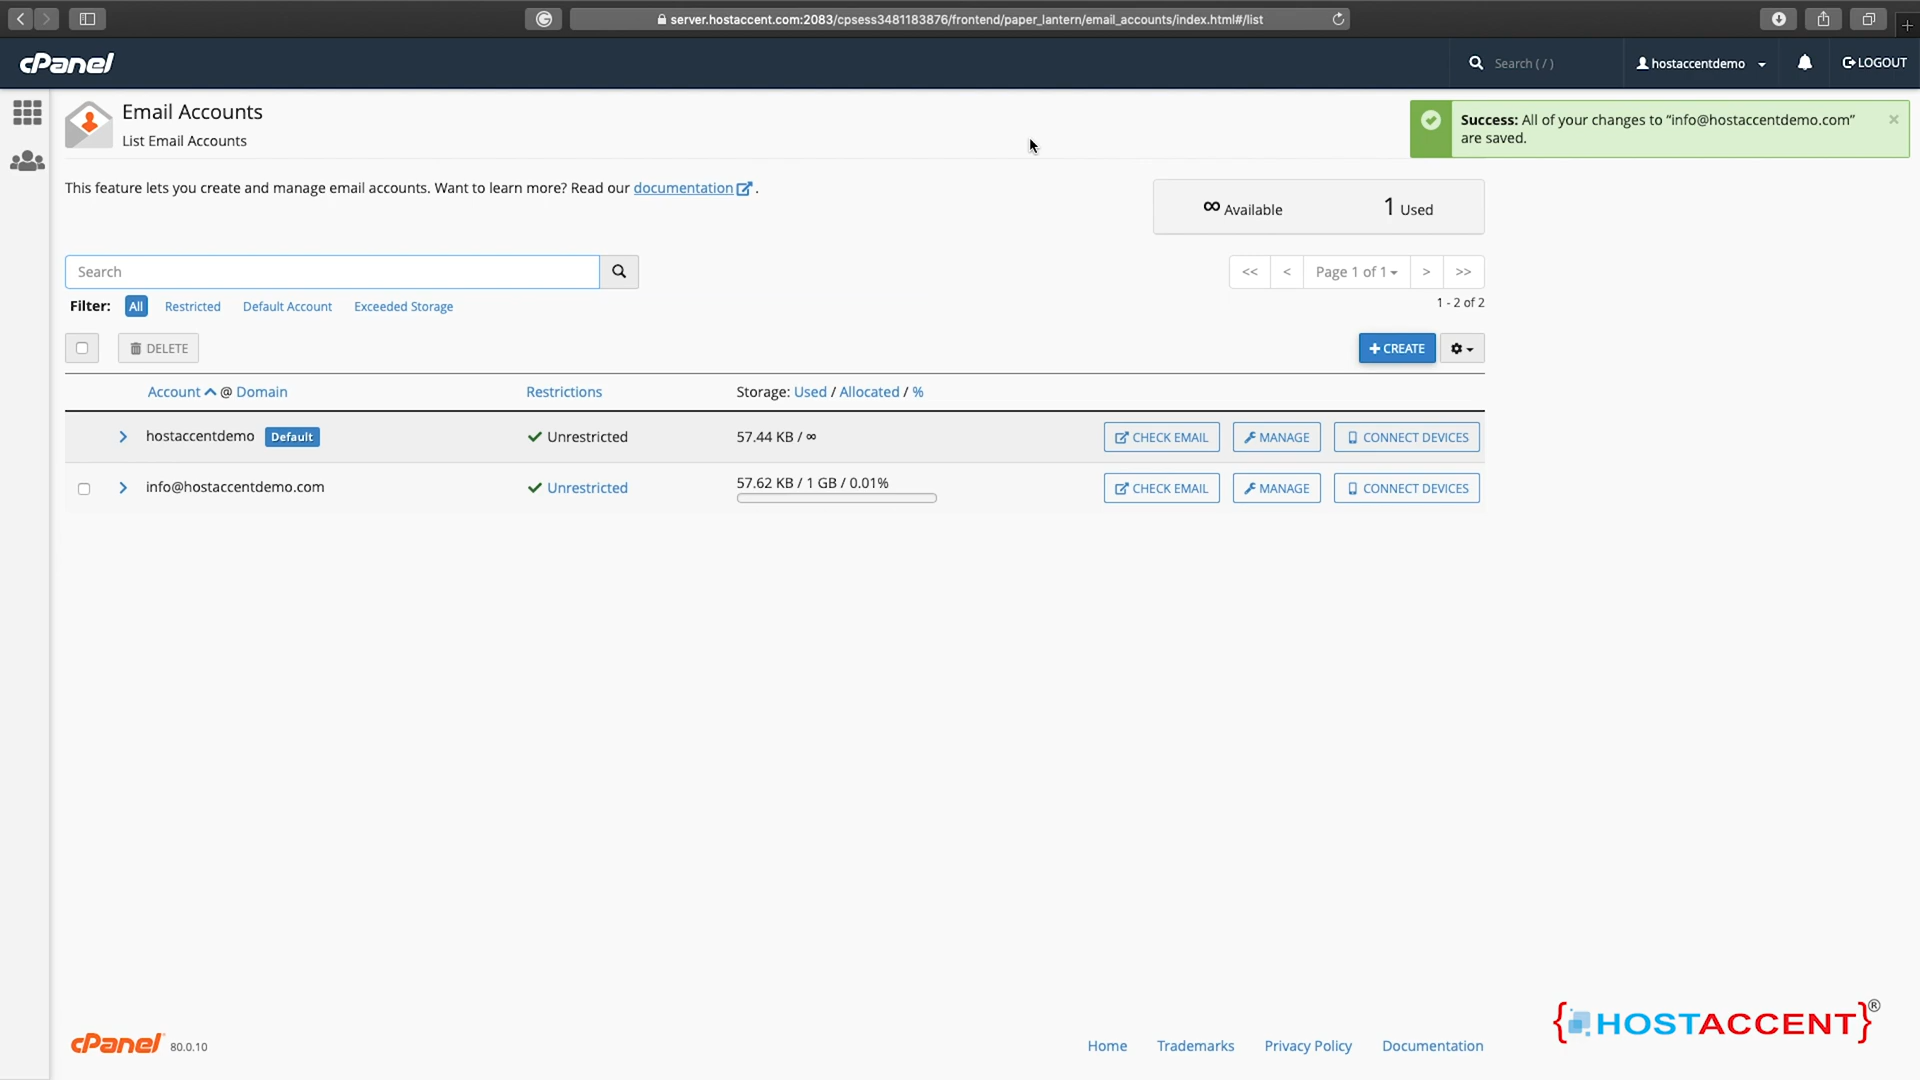 server.hostaccent.com:2083/cpsess3481183876/frontend/paper_lantern/email_accounts/index.html#/list
cPanel
Search ( / )
hostaccentdemo
LOGOUT
Email Accounts
List Email Accounts
Success: All of your changes to “info@hostaccentdemo.com”
are saved.
×
This feature lets you create and manage email accounts. Want to learn more? Read our documentation .
∞ Available 1 Used
Search
<< < Page 1 of 1 > >>
Filter: All Restricted Default Account Exceeded Storage
1 - 2 of 2
DELETE
+ CREATE
Account @ Domain Restrictions Storage: Used / Allocated / %
hostaccentdemo Default Unrestricted 57.44 KB / ∞ CHECK EMAIL MANAGE CONNECT DEVICES
info@hostaccentdemo.com Unrestricted 57.62 KB / 1 GB / 0.01% CHECK EMAIL MANAGE CONNECT DEVICES
{HOSTACCENT}®
cPanel 80.0.10
Home Trademarks Privacy Policy Documentation